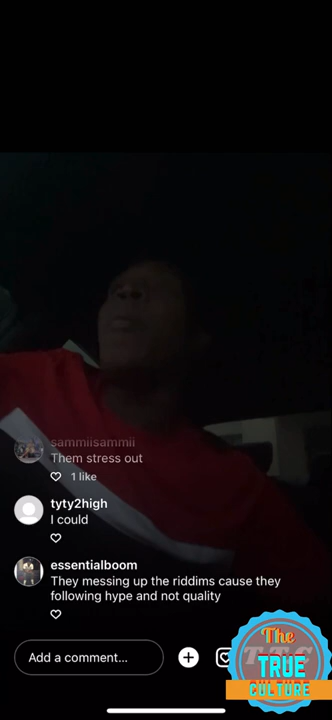 sammiisammii
Them stress out
1 like
tyty2high
I could
essentialboom
They messing up the riddims cause they
following hype and not quality
Add a comment...
The
TRUE
CULTURE